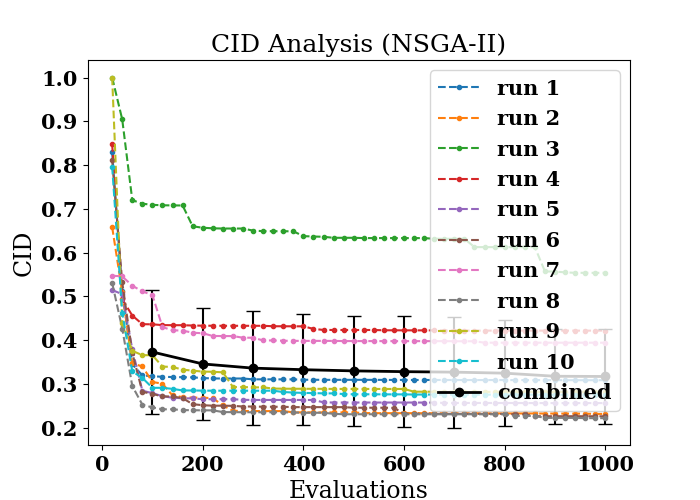 CID Analysis (NSGA-II)
CID
1.0
0.9
0.8
0.7
0.6
0.5
0.4
0.3
0.2
0
200
400
600
800
1000
Evaluations
run 1
run 2
run 3
run 4
run 5
run 6
run 7
run 8
run 9
run 10
combined